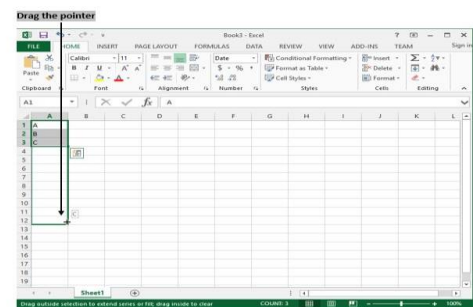 Drag the pointer
Book3 - Excel
FILE HOME INSERT PAGE LAYOUT FORMULAS DATA REVIEW VIEW ADD-INS TEAM Sign in
Calibri 11 Date Conditional Formatting Insert
Paste B I U $ % Format as Table Delete
Cell Styles Format
Clipboard Font Alignment Number Styles Cells Editing
A1 fx A
A B C D E F G H I J K L
1 A
2 B
3 C
4
5
6
7
8
9
10
11
12
13
14
15
16
17
18
19
Sheet1
Drag outside selection to extend series or fill; drag inside to clear COUNT: 3 100%